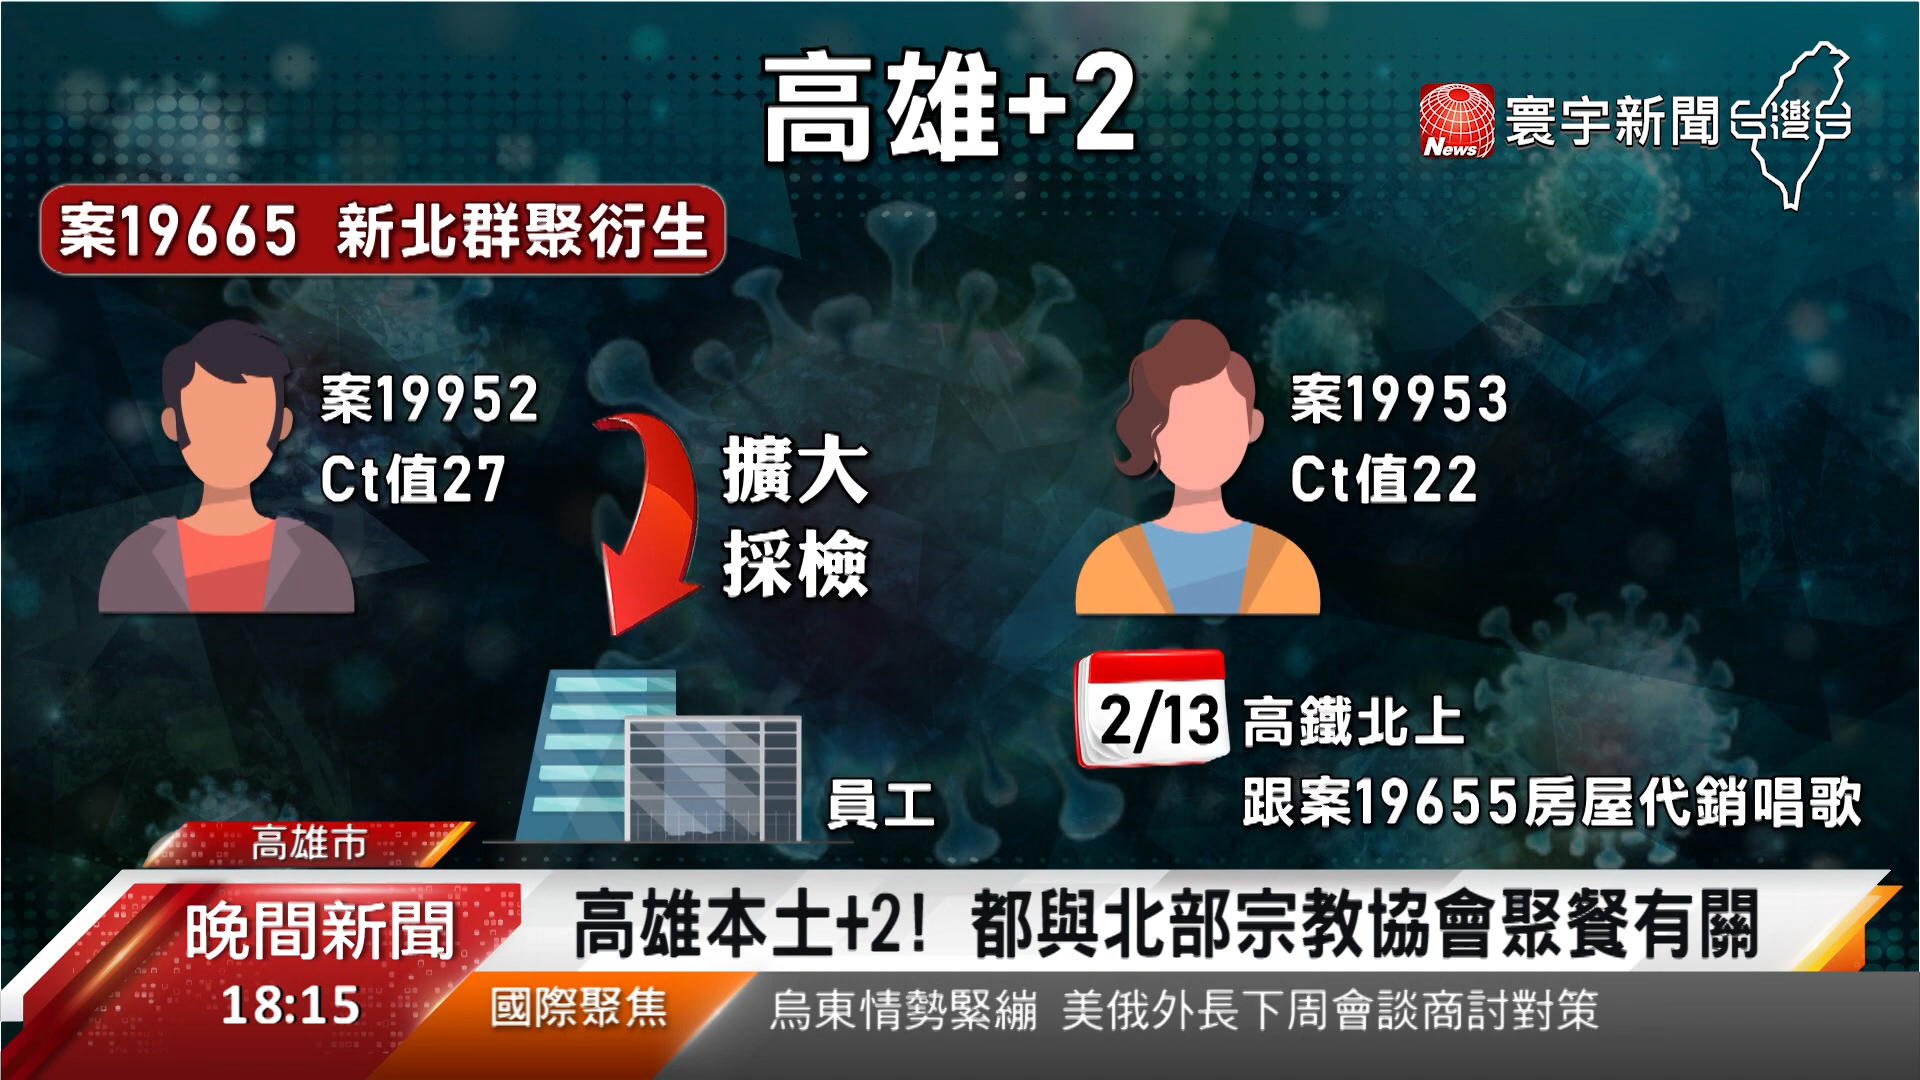 高雄+2
News 寰宇新聞 台灣台
案19665 新北群聚衍生
案19952
Ct值27
擴大
採檢
員工
案19953
Ct值22
2/13 高鐵北上
跟案19655房屋代銷唱歌
高雄市
晚間新聞
18:15
高雄本土+2! 都與北部宗教協會聚餐有關
國際聚焦
烏東情勢緊繃 美俄外長下周會談商討對策